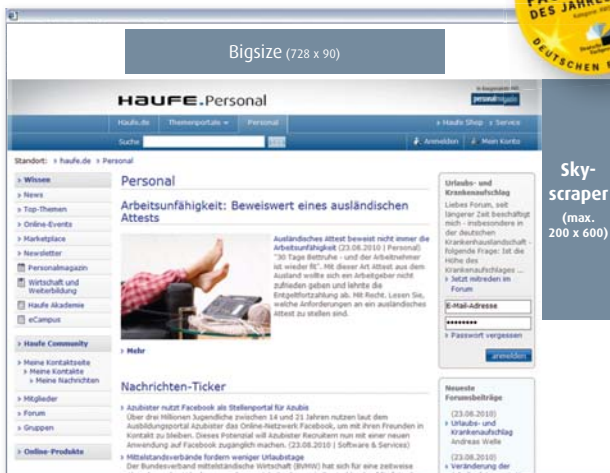 DES JAHRES
DEUTSCHEN
Bigsize (728 x 90)
HAUFE.Personal
Haufe.de Themenportale Personal
Haufe Shop Service
Suche
Anmelden Mein Konto
Standort: haufe.de Personal
Sky-
scraper
(max.
200 x 600)
Wissen
News
Top-Themen
Online-Events
Marketplace
Newsletter
Personalmagazin
Wirtschaft und
Weiterbildung
Haufe Akademie
eCampus
Haufe Community
Meine Kontaktseite
Meine Kontakte
Meine Nachrichten
Mitglieder
Forum
Gruppen
Online-Produkte
Personal
Arbeitsunfähigkeit: Beweiswert eines ausländischen
Attests
Ausländisches Attest beweist nicht immer die
Arbeitsunfähigkeit (23.08.2010 | Personal)
"30 Tage Bettruhe - und der Arbeitnehmer
ist wieder fit". Mit dieser Art Attest aus dem
Ausland wollte sich ein Arbeitgeber nicht
zufrieden geben und lehnte die
Entgeltfortzahlung ab. Mit Recht. Lesen Sie,
welche Anforderungen an ein ausländisches
Attest zu stellen sind.
Mehr
Nachrichten-Ticker
Azubister nutzt Facebook als Stellenportal für Azubis
Über drei Millionen Jugendliche zwischen 14 und 21 Jahren nutzen laut dem
Ausbildungsportal Azubister das Online-Netzwerk Facebook, um mit ihren Freunden in
Kontakt zu bleiben. Dieses Potenzial will Azubister Recruitern nun mit einer neuen
Anwendung auf Facebook zugänglich machen. (23.08.2010 | Software & Services)
Mittelstandsverbände fordern weniger Urlaubstage
Der Bundesverband mittelständische Wirtschaft (BVMW) hat sich für eine zeitweise
Urlaubs- und
Krankenaufschlag
Liebes Forum, seit
längerer Zeit beschäftigt
mich - insbesondere in
der deutschen
Krankenhauslandschaft -
folgende Frage: Ist die
Höhe des
Krankenaufschlages ...
Jetzt mitreden im
Forum
E-Mail-Adresse
Passwort vergessen
anmelden
Neueste
Forumsbeiträge
(23.08.2010)
Urlaubs- und
Krankenaufschlag
Andreas Welle
(23.08.2010)
Veränderung der